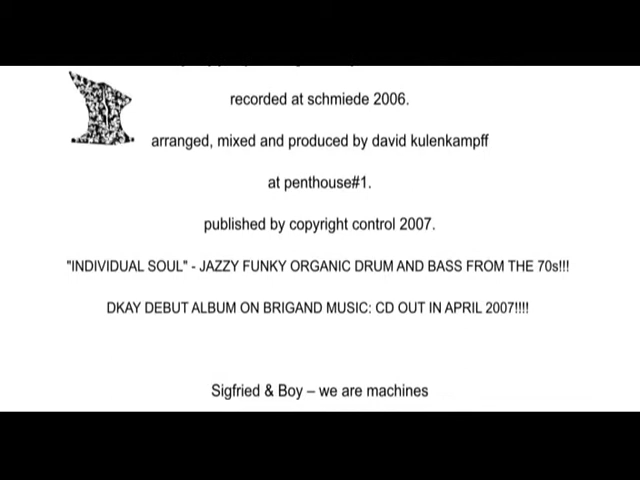 recorded at schmiede 2006.
arranged, mixed and produced by david kulenkampff
at penthouse#1.
published by copyright control 2007.
"INDIVIDUAL SOUL" - JAZZY FUNKY ORGANIC DRUM AND BASS FROM THE 70s!!!
DKAY DEBUT ALBUM ON BRIGAND MUSIC: CD OUT IN APRIL 2007!!!!
Sigfried & Boy – we are machines